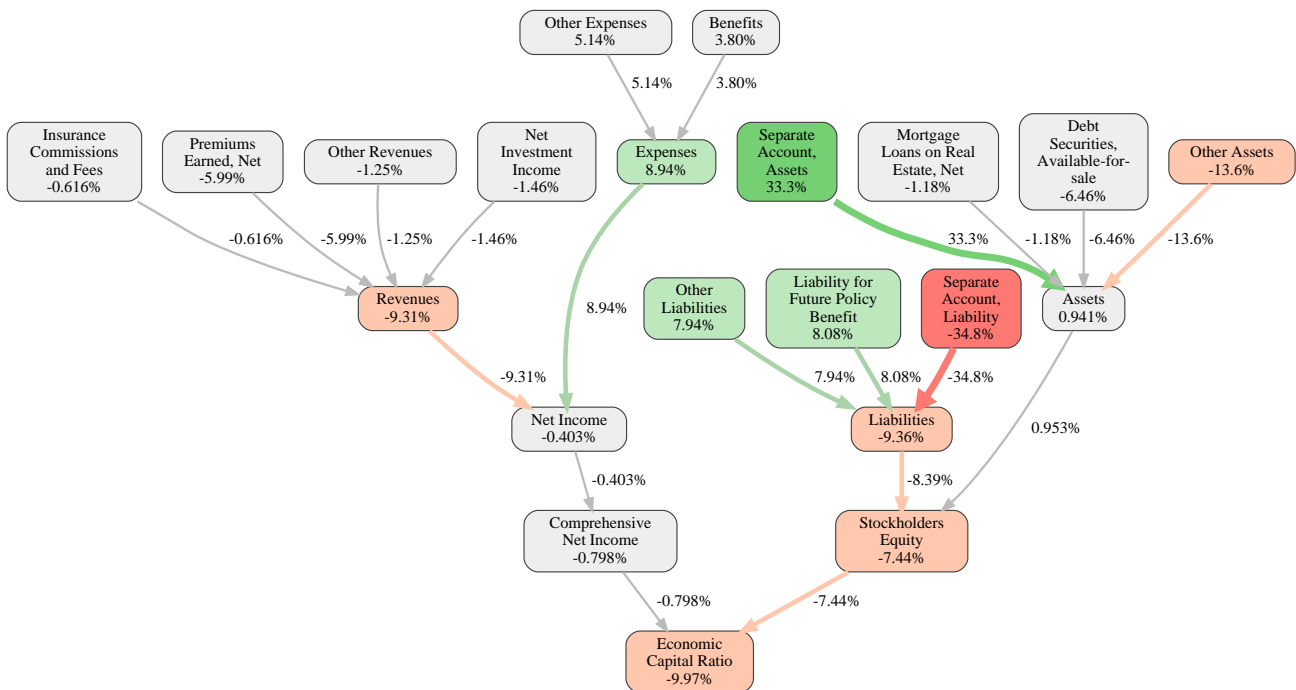 Other Expenses
5.14%
Benefits
3.80%
5.14%
3.80%
Insurance
Commissions
and Fees
-0.616%
Premiums
Earned, Net
-5.99%
Other Revenues
-1.25%
Net
Investment
Income
-1.46%
Expenses
8.94%
Separate
Account,
Assets
33.3%
Mortgage
Loans on Real
Estate, Net
-1.18%
Debt
Securities,
Available-for-
sale
-6.46%
Other Assets
-13.6%
-0.616%
-5.99%
-1.25%
-1.46%
33.3%
-1.18%
-6.46%
-13.6%
Revenues
-9.31%
8.94%
Other
Liabilities
7.94%
Liability for
Future Policy
Benefit
8.08%
Separate
Account,
Liability
-34.8%
Assets
0.941%
-9.31%
7.94%
8.08%
-34.8%
Net Income
-0.403%
Liabilities
-9.36%
0.953%
-0.403%
-8.39%
Comprehensive
Net Income
-0.798%
Stockholders
Equity
-7.44%
-0.798%
-7.44%
Economic
Capital Ratio
-9.97%